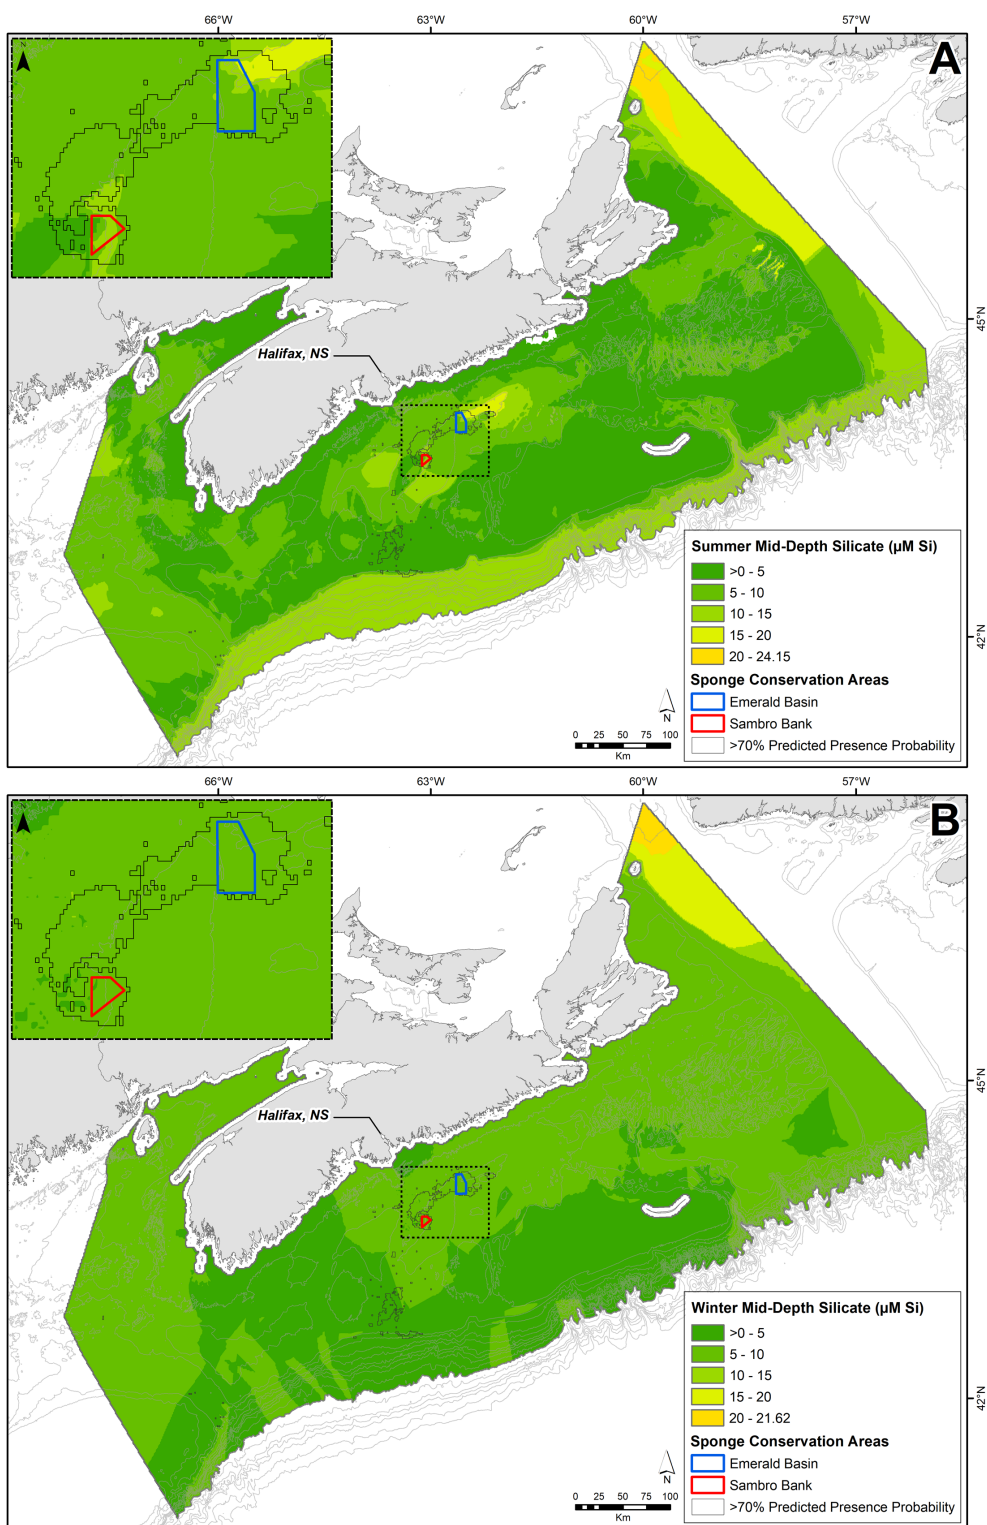 66°W 63°W 60°W 57°W
N
A
45°N
Halifax, NS
42°N
Summer Mid-Depth Silicate (µM Si)
>0 - 5
5 - 10
10 - 15
15 - 20
20 - 24.15
Sponge Conservation Areas
Emerald Basin
Sambro Bank
>70% Predicted Presence Probability
N
0 25 50 75 100
Km
66°W 63°W 60°W 57°W
N
B
45°N
Halifax, NS
42°N
Winter Mid-Depth Silicate (µM Si)
>0 - 5
5 - 10
10 - 15
15 - 20
20 - 21.62
Sponge Conservation Areas
Emerald Basin
Sambro Bank
>70% Predicted Presence Probability
N
0 25 50 75 100
Km